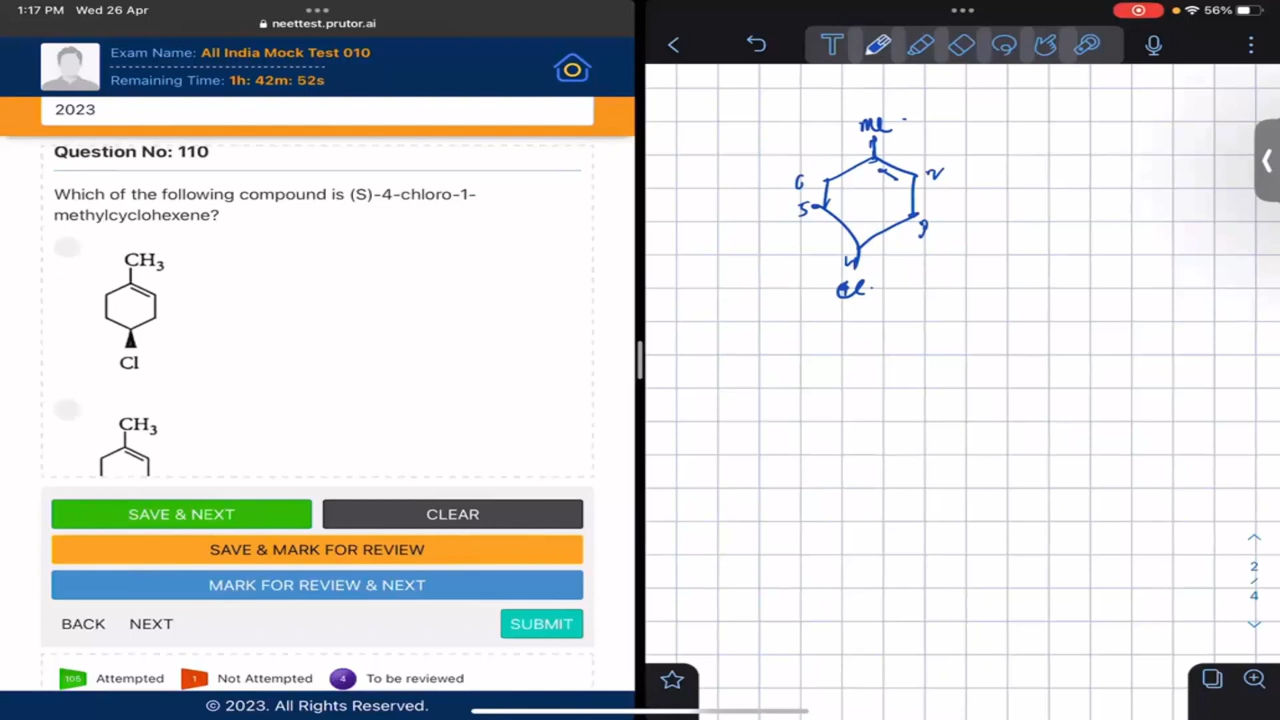 1:17 PM Wed 26 Apr
neettest.prutor.ai
56%
Exam Name: All India Mock Test 010
Remaining Time: 1h: 42m: 52s
2023
Question No: 110
Which of the following compound is (S)-4-chloro-1-
methylcyclohexene?
CH3
Cl
CH3
SAVE & NEXT
CLEAR
SAVE & MARK FOR REVIEW
MARK FOR REVIEW & NEXT
BACK
NEXT
SUBMIT
105 Attempted
1 Not Attempted
4 To be reviewed
© 2023. All Rights Reserved.
T
Me
1
2
6
5
3
4
Cl
2
/
4